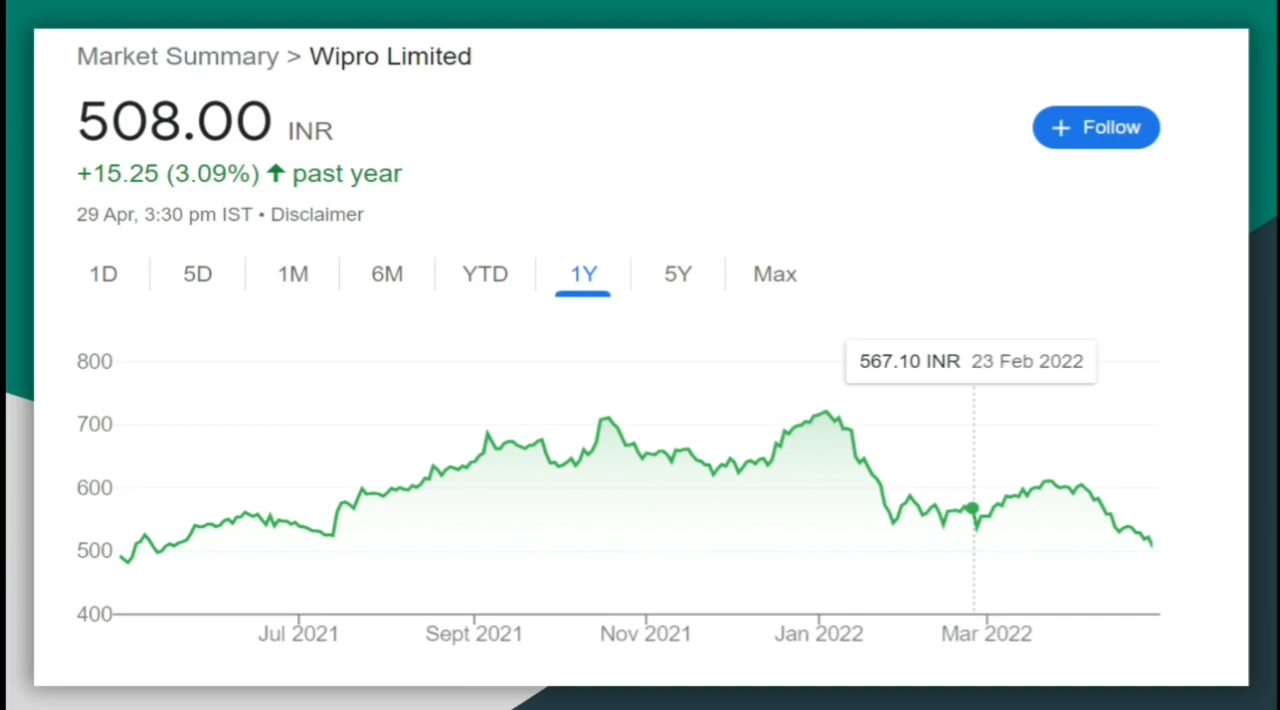 Market Summary > Wipro Limited
508.00 INR
+ Follow
+15.25 (3.09%) ↑ past year
29 Apr, 3:30 pm IST • Disclaimer
1D 5D 1M 6M YTD 1Y 5Y Max
567.10 INR 23 Feb 2022
800
700
600
500
400
Jul 2021 Sept 2021 Nov 2021 Jan 2022 Mar 2022